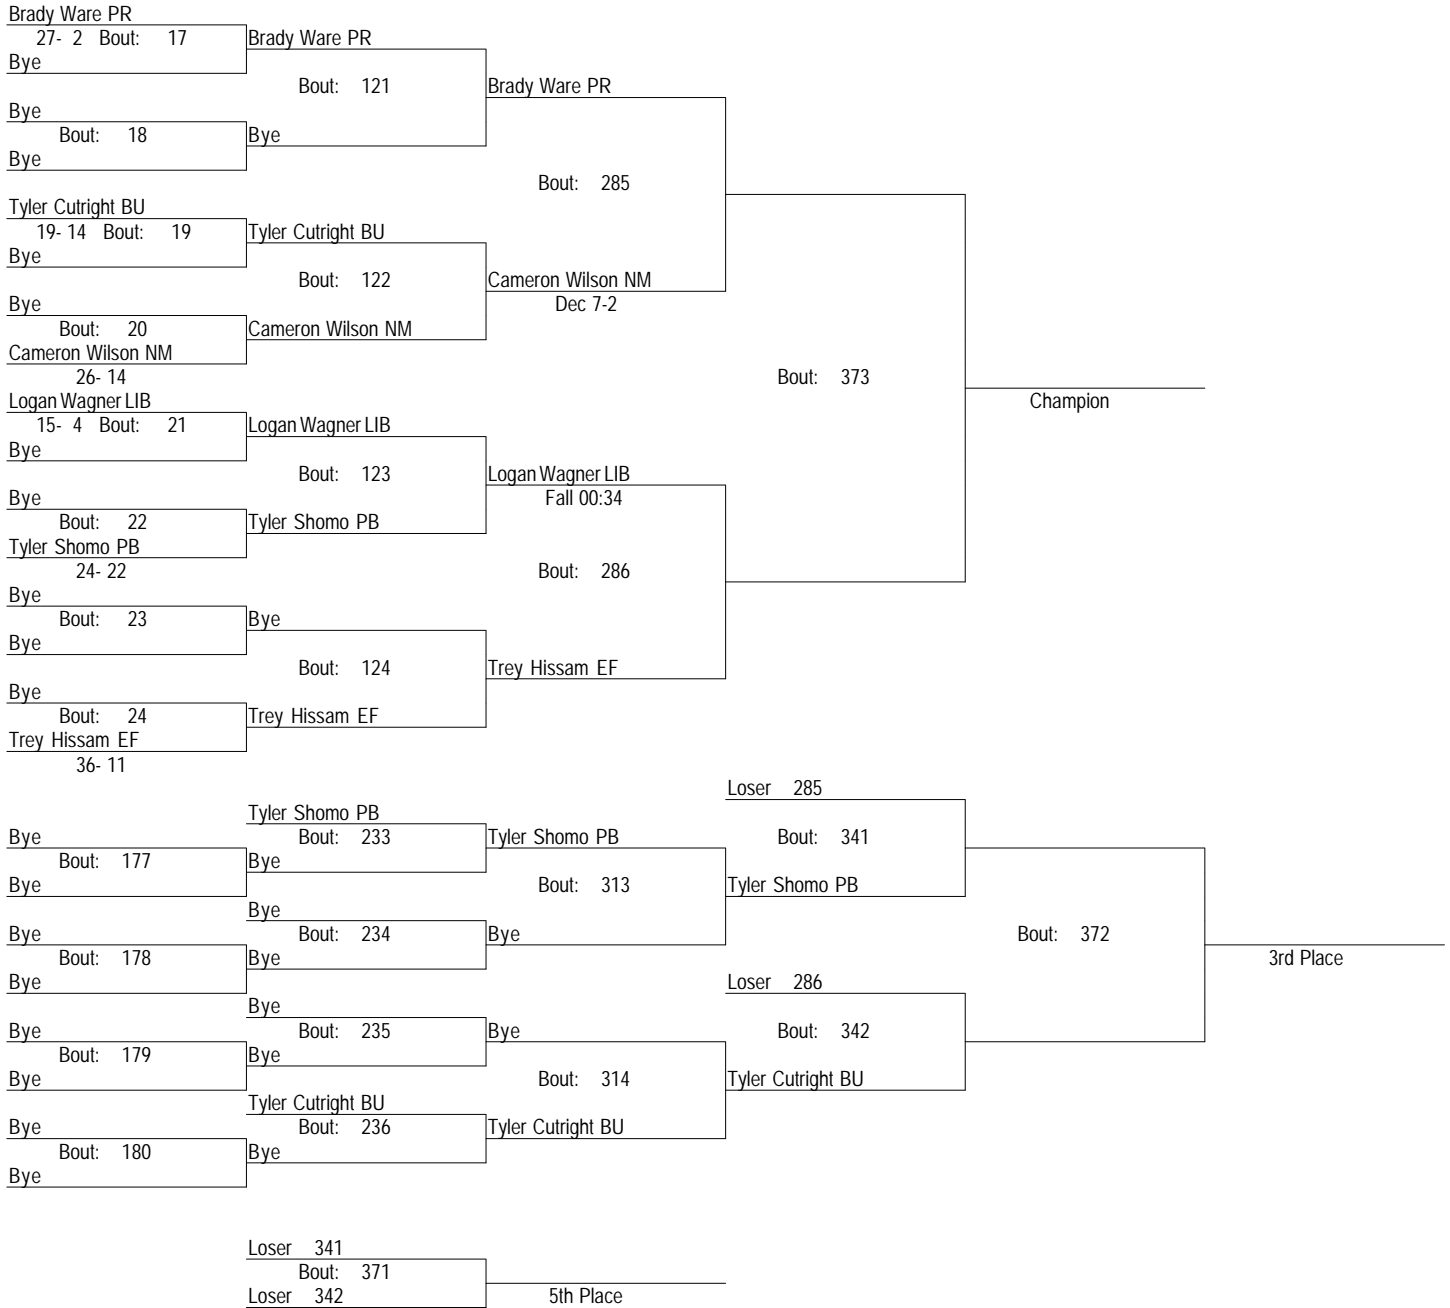 Brady Ware PR
27- 2 Bout: 17 Brady Ware PR
Bye
Bout: 121 Brady Ware PR
Bye
Bout: 18 Bye
Bye
Bout: 285
Tyler Cutright BU
19- 14 Bout: 19 Tyler Cutright BU
Bye
Bout: 122 Cameron Wilson NM
Bye Dec 7-2
Bout: 20 Cameron Wilson NM
Cameron Wilson NM
26- 14 Bout: 373
Logan Wagner LIB Champion
15- 4 Bout: 21 Logan Wagner LIB
Bye
Bout: 123 Logan Wagner LIB
Bye Fall 00:34
Bout: 22 Tyler Shomo PB
Tyler Shomo PB
24- 22 Bout: 286
Bye
Bout: 23 Bye
Bye
Bout: 124 Trey Hissam EF
Bye
Bout: 24 Trey Hissam EF
Trey Hissam EF
36- 11
Loser 285
Tyler Shomo PB
Bye Bout: 233 Tyler Shomo PB Bout: 341
Bout: 177 Bye
Bye Bout: 313 Tyler Shomo PB
Bye
Bye Bout: 234 Bye Bout: 372
Bout: 178 Bye 3rd Place
Bye Loser 286
Bye
Bye Bout: 235 Bye Bout: 342
Bout: 179 Bye
Bye Bout: 314 Tyler Cutright BU
Tyler Cutright BU
Bye Bout: 236 Tyler Cutright BU
Bout: 180 Bye
Bye
Loser 341
Bout: 371
Loser 342 5th Place